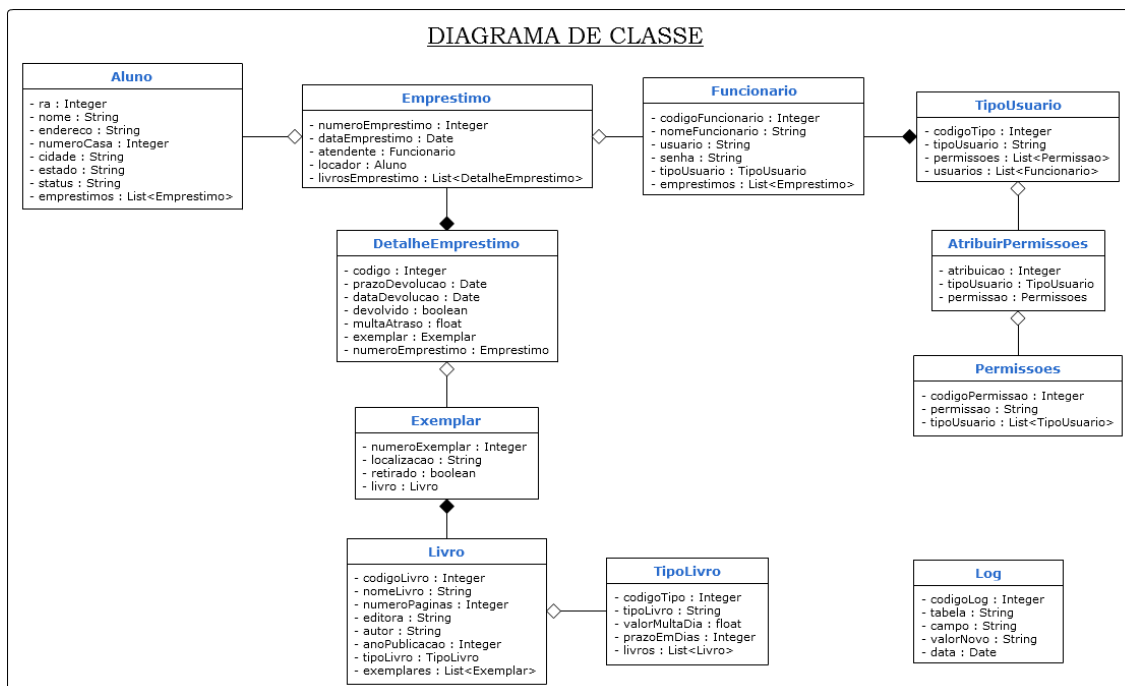 DIAGRAMA DE CLASSE
Aluno
- ra : Integer
- nome : String
- endereco : String
- numeroCasa : Integer
- cidade : String
- estado : String
- status : String
- emprestimos : List<Emprestimo>
Emprestimo
- numeroEmprestimo : Integer
- dataEmprestimo : Date
- atendente : Funcionario
- locador : Aluno
- livrosEmprestimo : List<DetalheEmprestimo>
Funcionario
- codigoFuncionario : Integer
- nomeFuncionario : String
- usuario : String
- senha : String
- tipoUsuario : TipoUsuario
- emprestimos : List<Emprestimo>
TipoUsuario
- codigoTipo : Integer
- tipoUsuario : String
- permissoes : List<Permissao>
- usuarios : List<Funcionario>
DetalheEmprestimo
- codigo : Integer
- prazoDevolucao : Date
- dataDevolucao : Date
- devolvido : boolean
- multaAtraso : float
- exemplar : Exemplar
- numeroEmprestimo : Emprestimo
AtribuirPermissoes
- atribuicao : Integer
- tipoUsuario : TipoUsuario
- permissao : Permissoes
Permissoes
- codigoPermissao : Integer
- permissao : String
- tipoUsuario : List<TipoUsuario>
Exemplar
- numeroExemplar : Integer
- localizacao : String
- retirado : boolean
- livro : Livro
Livro
- codigoLivro : Integer
- nomeLivro : String
- numeroPaginas : Integer
- editora : String
- autor : String
- anoPublicacao : Integer
- tipoLivro : TipoLivro
- exemplares : List<Exemplar>
TipoLivro
- codigoTipo : Integer
- tipoLivro : String
- valorMultaDia : float
- prazoEmDias : Integer
- livros : List<Livro>
Log
- codigoLog : Integer
- tabela : String
- campo : String
- valorNovo : String
- data : Date